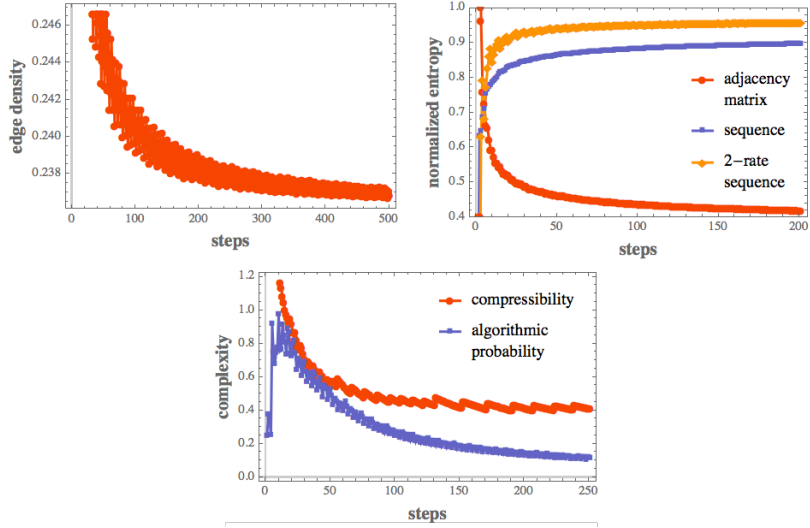 0.246
0.244
0.242
0.240
0.238
0
100
200
300
400
500
edge density
steps
1.0
0.9
0.8
0.7
0.6
0.5
0.4
0
50
100
150
200
normalized entropy
steps
adjacency
matrix
sequence
2-rate
sequence
1.2
1.0
0.8
0.6
0.4
0.2
0.0
0
50
100
150
200
250
complexity
steps
compressibility
algorithmic
probability